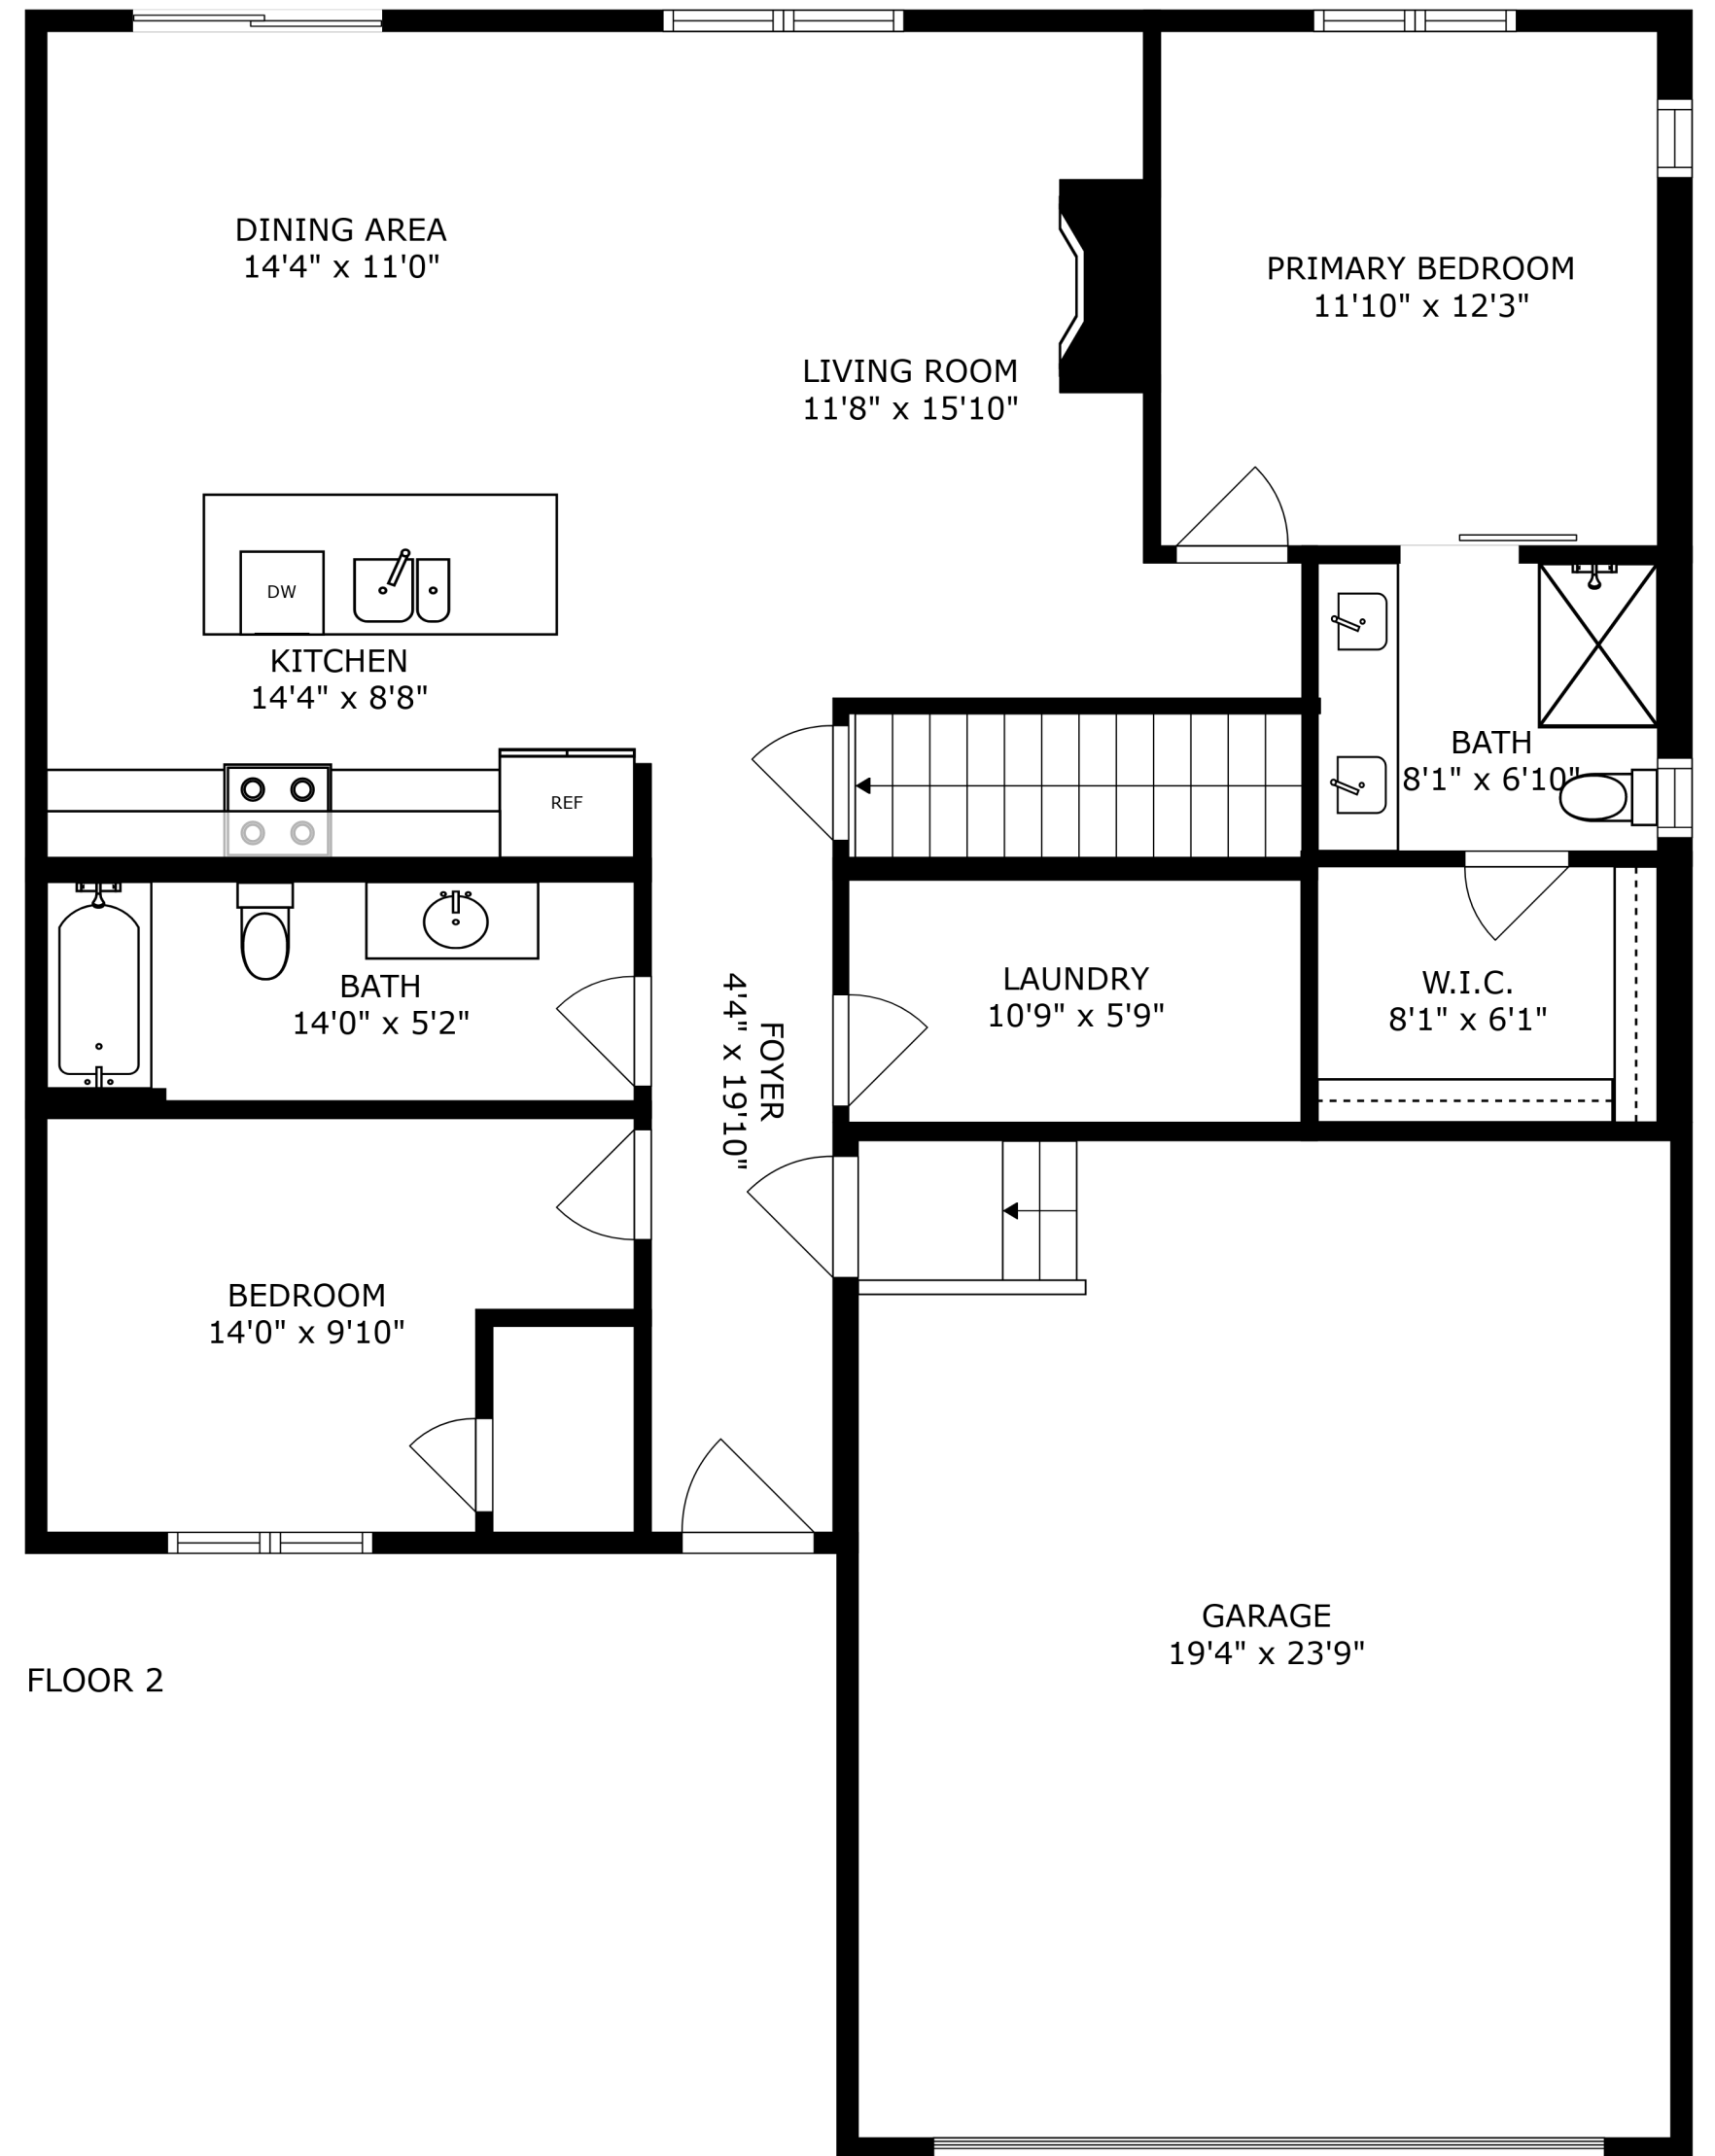 DINING AREA
14'4" x 11'0"
PRIMARY BEDROOM
11'10" x 12'3"
LIVING ROOM
11'8" x 15'10"
DW
KITCHEN
14'4" x 8'8"
REF
BATH
8'1" x 6'10"
BATH
14'0" x 5'2"
FOYER
4'4" x 19'10"
LAUNDRY
10'9" x 5'9"
W.I.C.
8'1" x 6'1"
BEDROOM
14'0" x 9'10"
GARAGE
19'4" x 23'9"
FLOOR 2